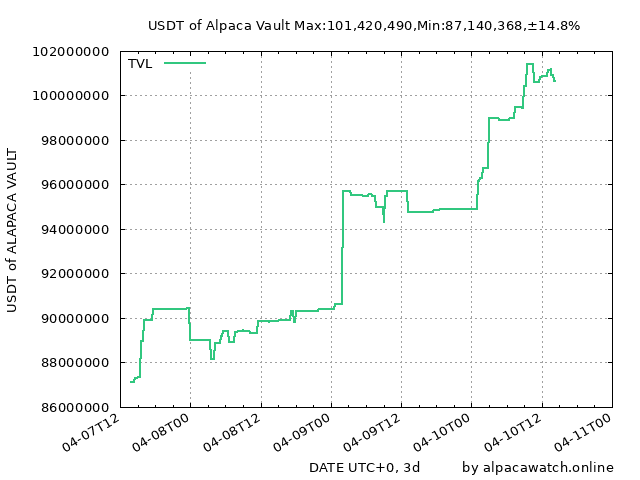 USDT of Alpaca Vault Max:101,420,490,Min:87,140,368,±14.8%
102000000
TVL
100000000
98000000
96000000
94000000
92000000
90000000
88000000
86000000
USDT of ALAPACA VAULT
04-07T12
04-08T00
04-08T12
04-09T00
04-09T12
04-10T00
04-10T12
04-11T00
DATE UTC+0, 3d
by alpacawatch.online